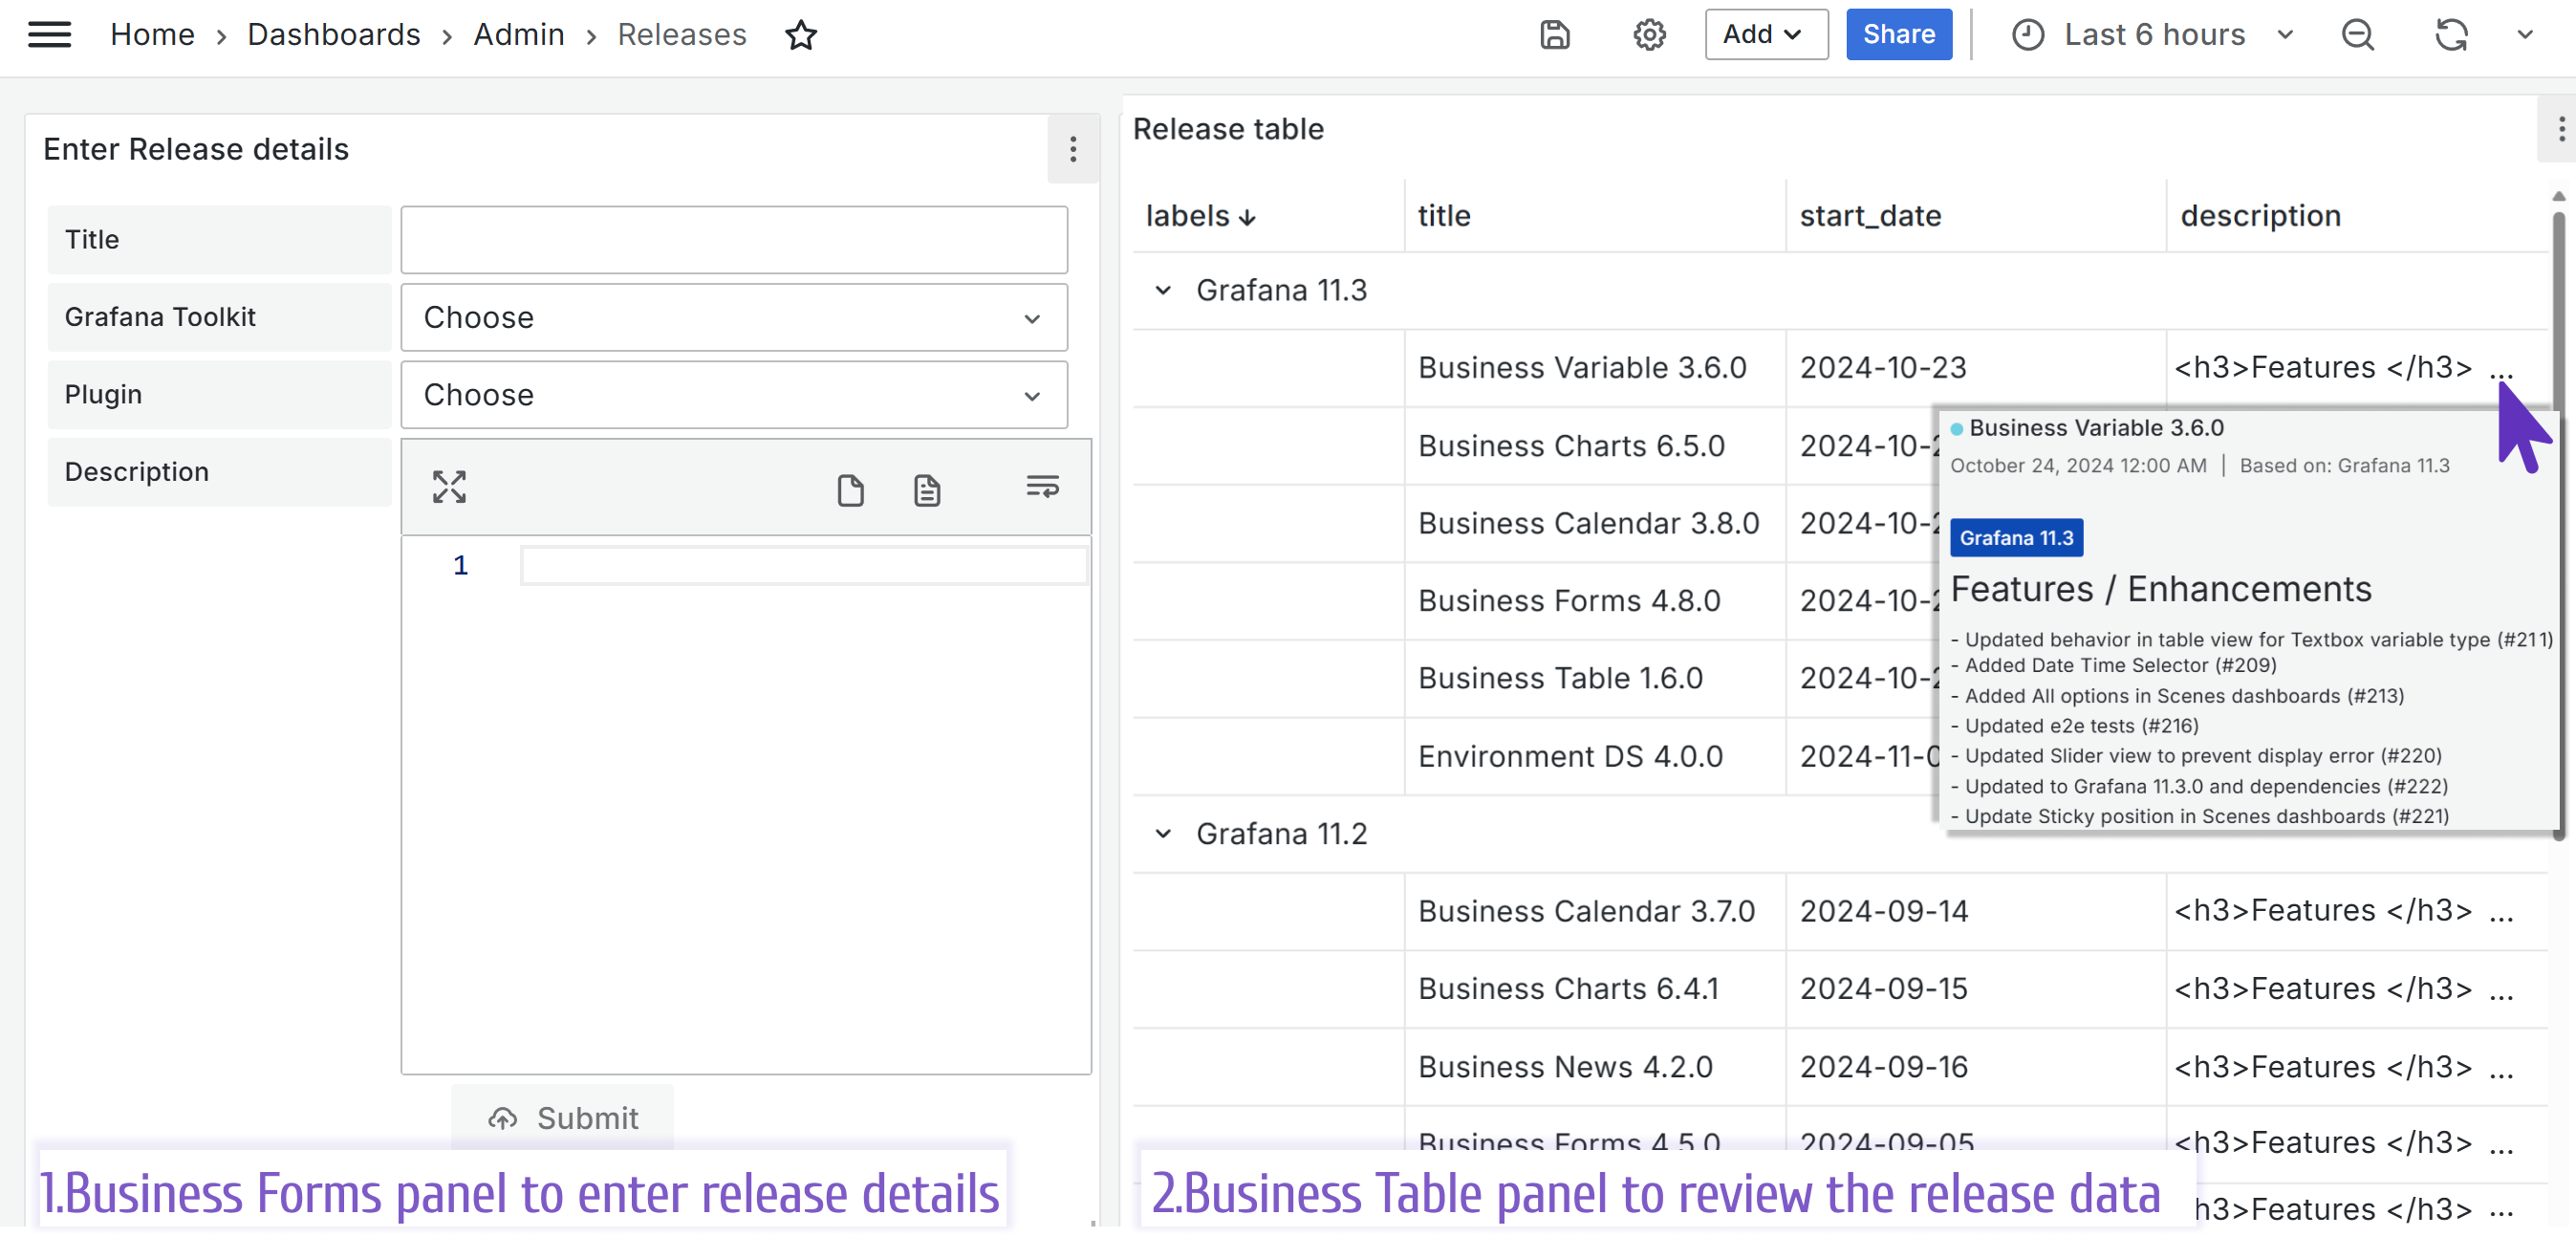 Home › Dashboards › Admin › Releases
Add
Share
Last 6 hours
Enter Release details
Title
Grafana Toolkit
Choose
Plugin
Choose
Description
1
Submit
1.Business Forms panel to enter release details
Release table
labels title start_date description
Grafana 11.3
Business Variable 3.6.0 2024-10-23 <h3>Features </h3> ...
Business Charts 6.5.0 2024-10-
Business Calendar 3.8.0 2024-10-
Business Forms 4.8.0 2024-10-
Business Table 1.6.0 2024-10-
Environment DS 4.0.0 2024-11-0
Business Variable 3.6.0
October 24, 2024 12:00 AM | Based on: Grafana 11.3
Grafana 11.3
Features / Enhancements
- Updated behavior in table view for Textbox variable type (#211)
- Added Date Time Selector (#209)
- Added All options in Scenes dashboards (#213)
- Updated e2e tests (#216)
- Updated Slider view to prevent display error (#220)
- Updated to Grafana 11.3.0 and dependencies (#222)
- Update Sticky position in Scenes dashboards (#221)
Grafana 11.2
Business Calendar 3.7.0 2024-09-14 <h3>Features </h3> ...
Business Charts 6.4.1 2024-09-15 <h3>Features </h3> ...
Business News 4.2.0 2024-09-16 <h3>Features </h3> ...
Business Forms 4.5.0 2024-09-05 <h3>Features </h3> ...
h3>Features </h3> ...
2.Business Table panel to review the release data